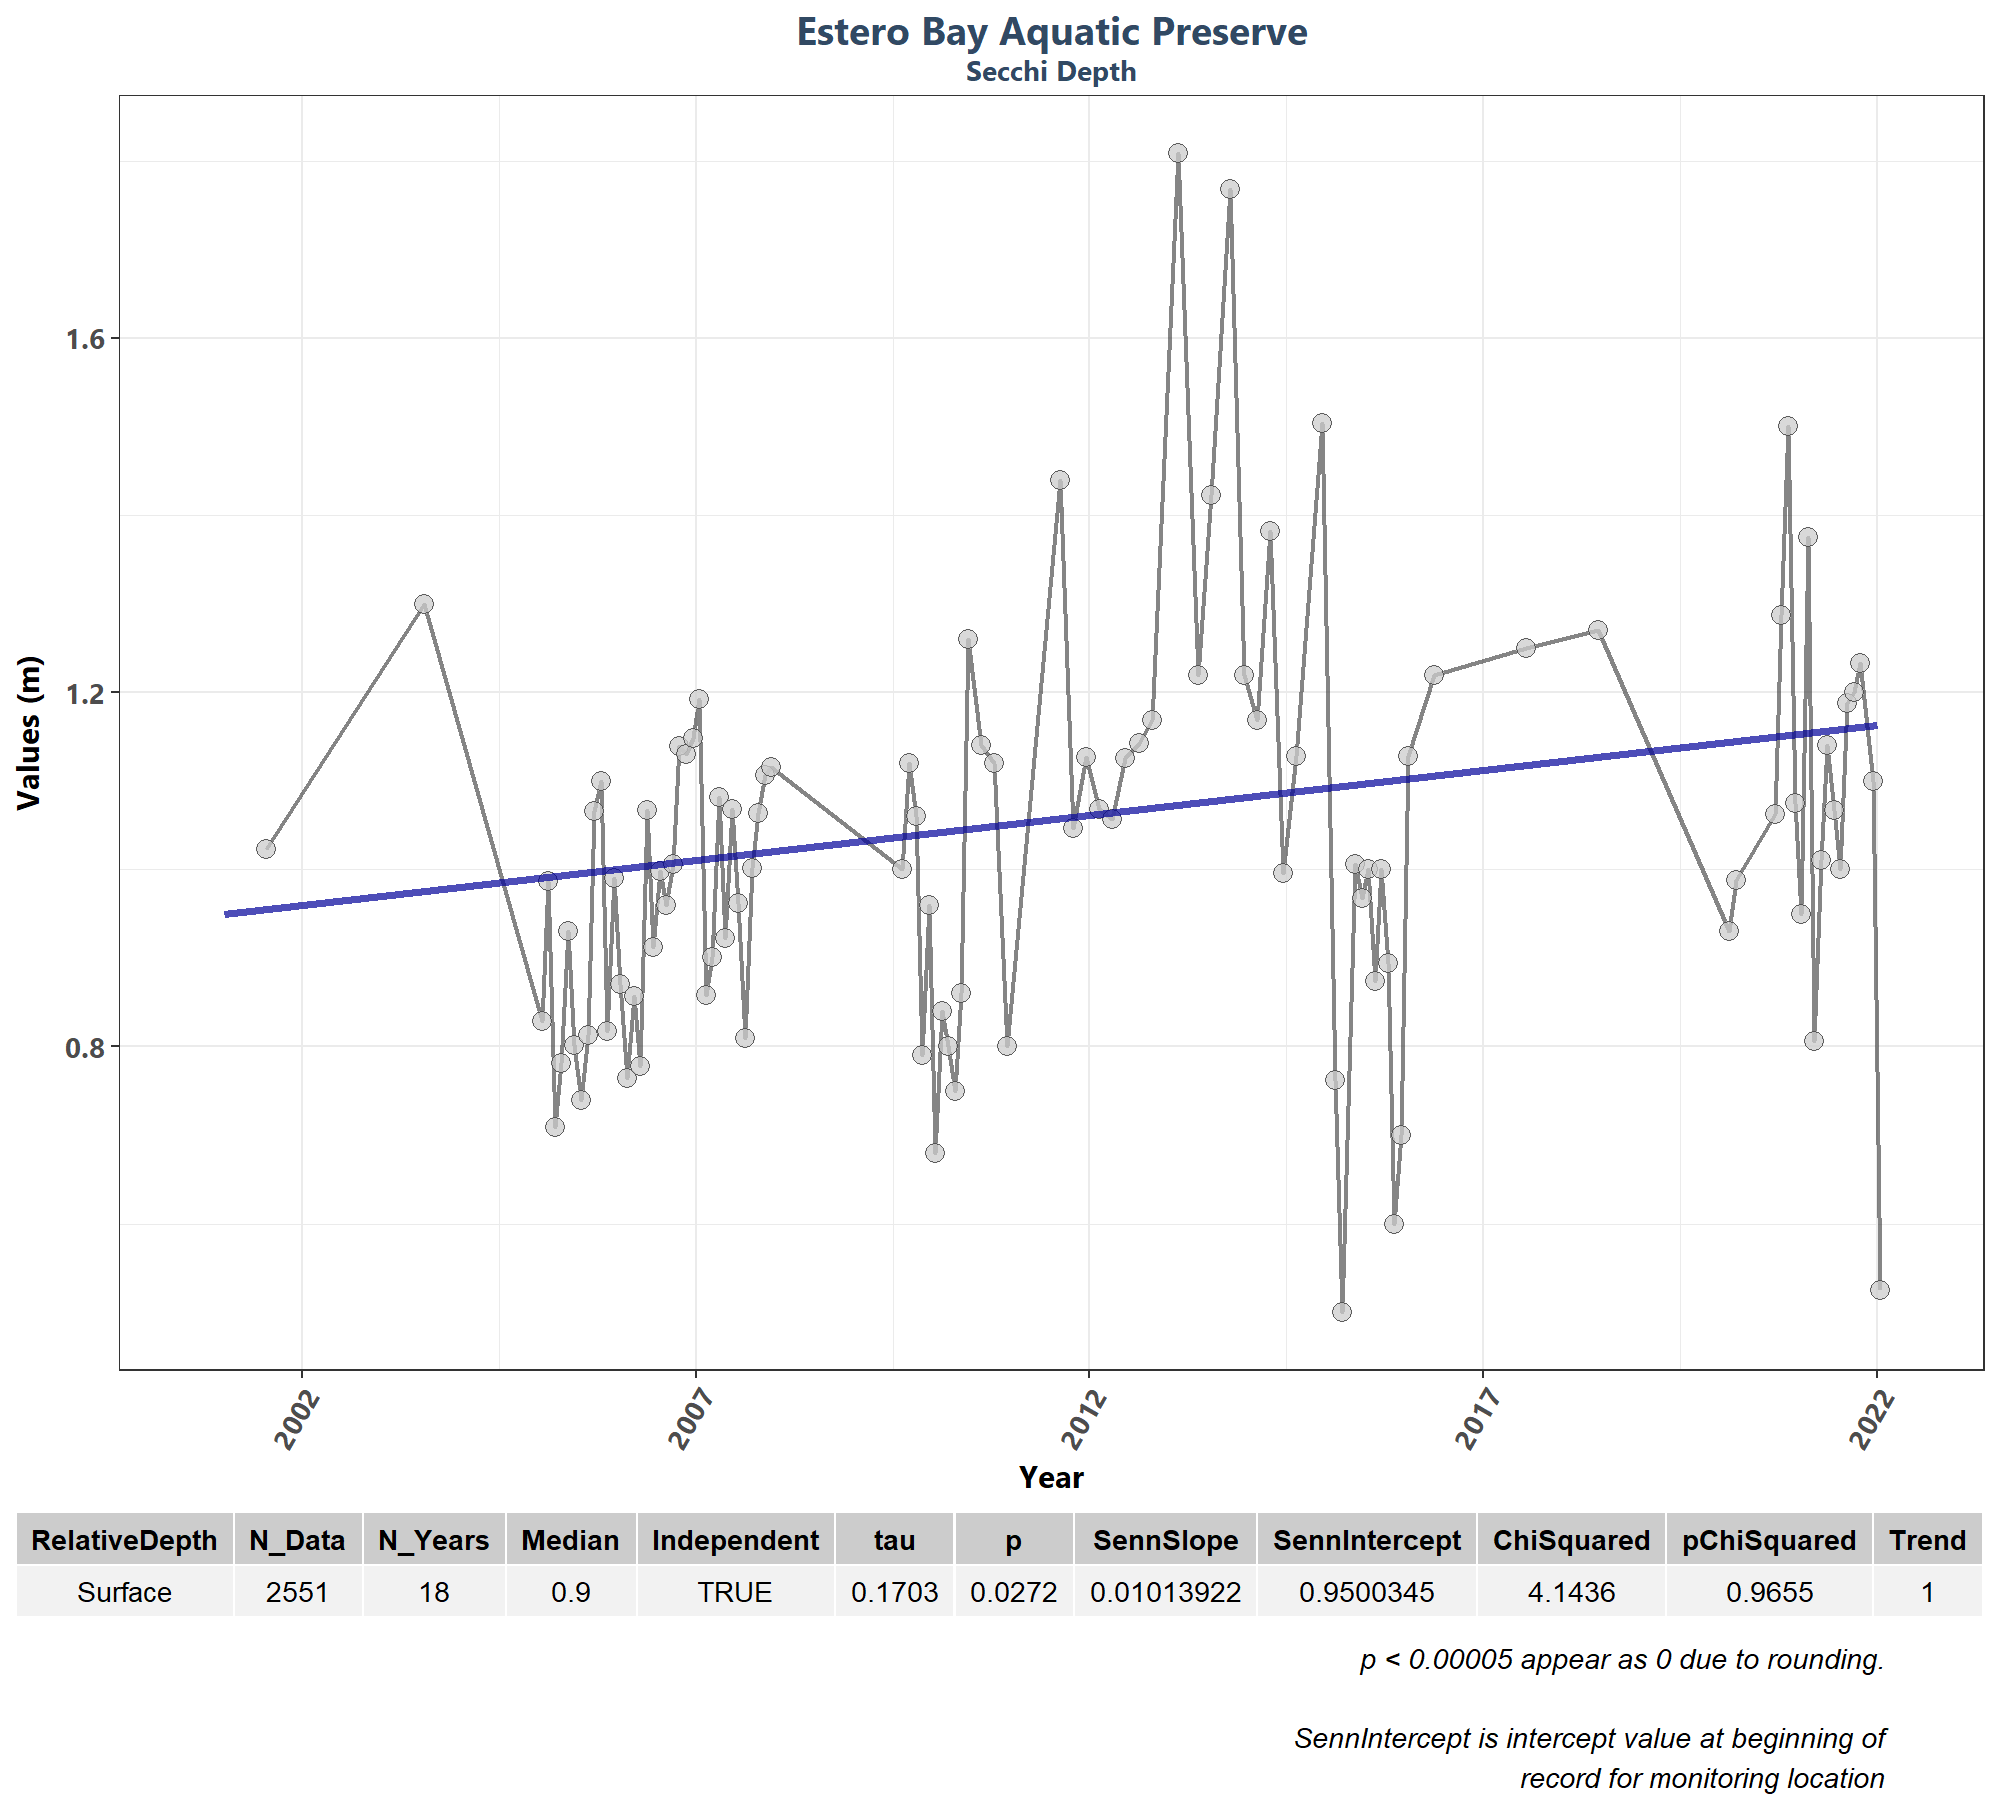 Estero Bay Aquatic Preserve
Secchi Depth
Values (m)
1.6
1.2
0.8
2002 2007 2012 2017 2022
Year
RelativeDepth N_Data N_Years Median Independent tau p SennSlope SennIntercept ChiSquared pChiSquared Trend
Surface 2551 18 0.9 TRUE 0.1703 0.0272 0.01013922 0.9500345 4.1436 0.9655 1
p < 0.00005 appear as 0 due to rounding.
SennIntercept is intercept value at beginning of
record for monitoring location